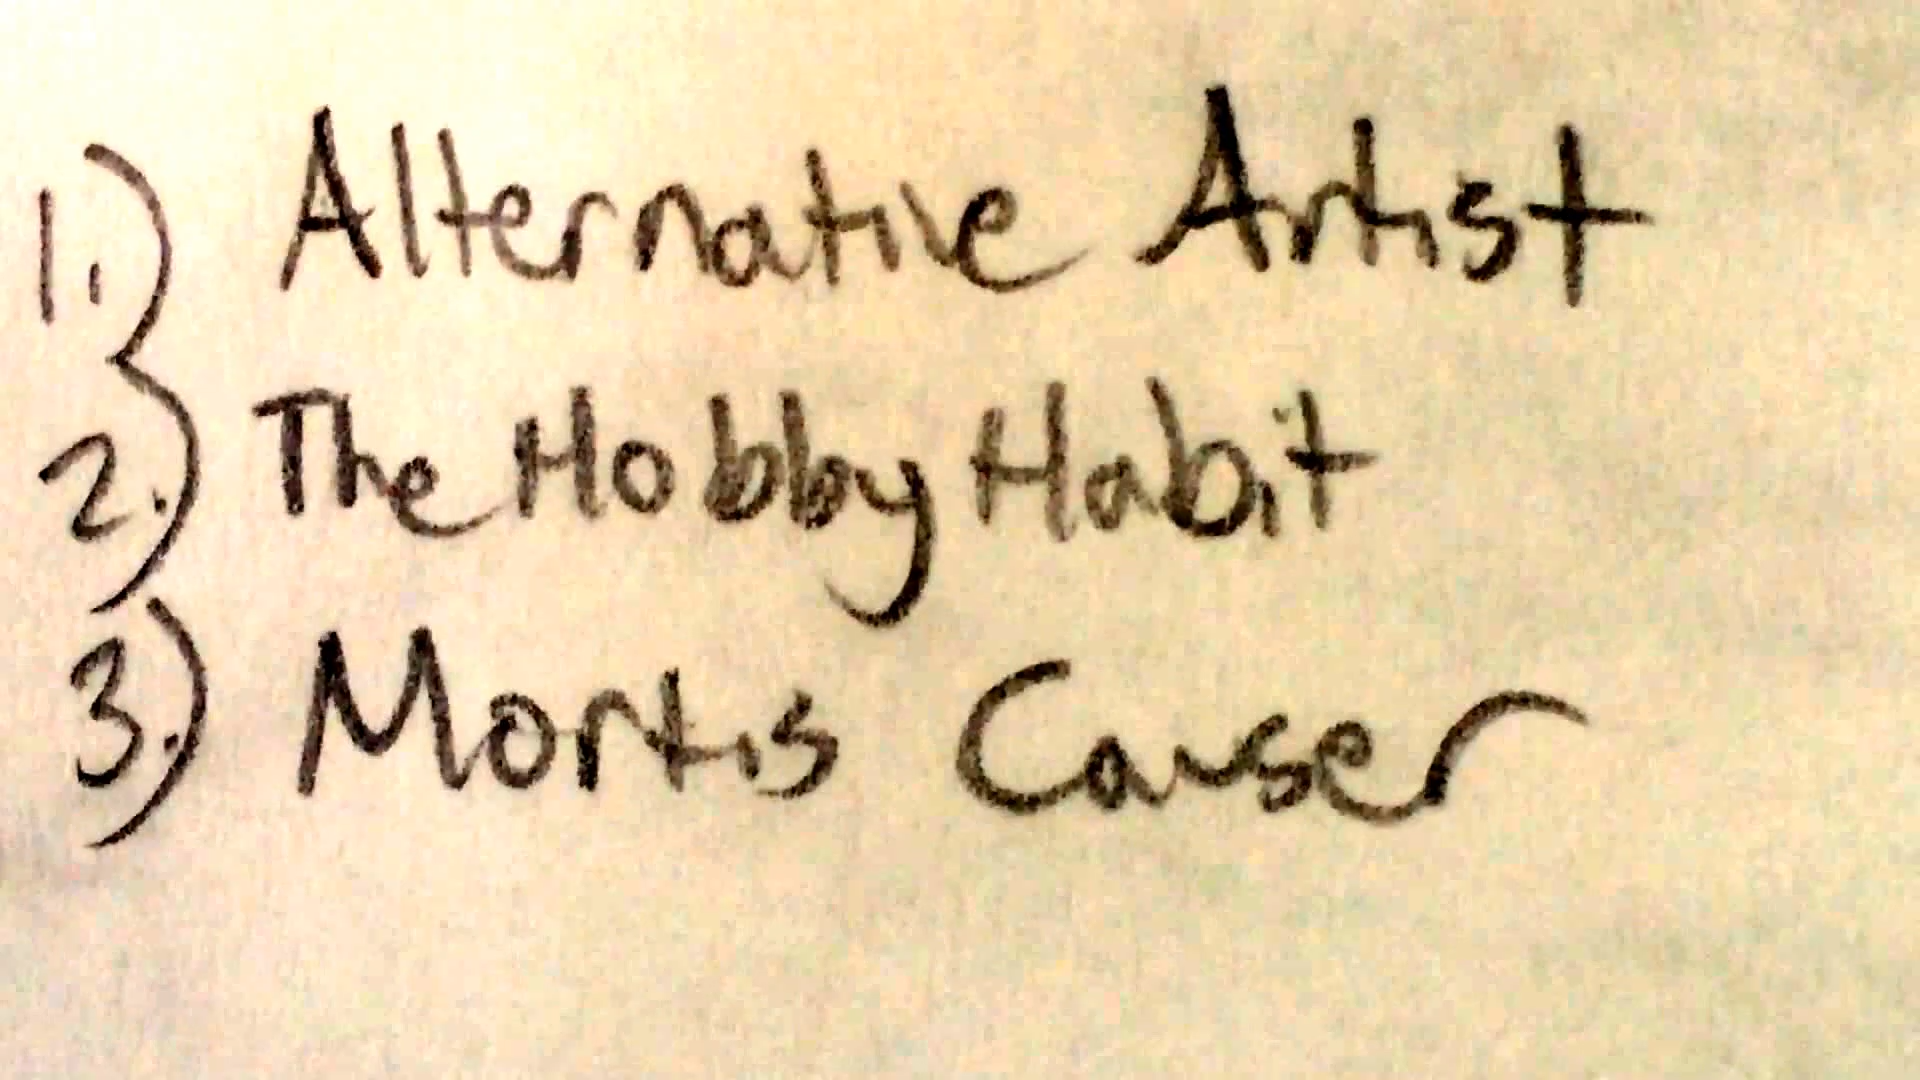 1.) Alternative Artist
2.) The Hobby Habit
3.) Mortis Causer